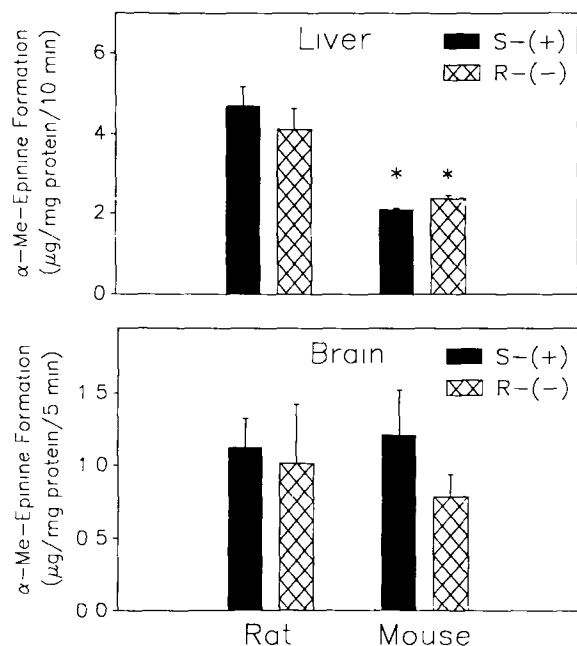 Liver
S-(+)
R-(-)
α-Me-Epinine Formation
(μg/mg protein/10 min)
6
4
2
0
*
*
Brain
S-(+)
R-(-)
α-Me-Epinine Formation
(μg/mg protein/5 min)
1 5
1 0
0 5
0 0
Rat
Mouse